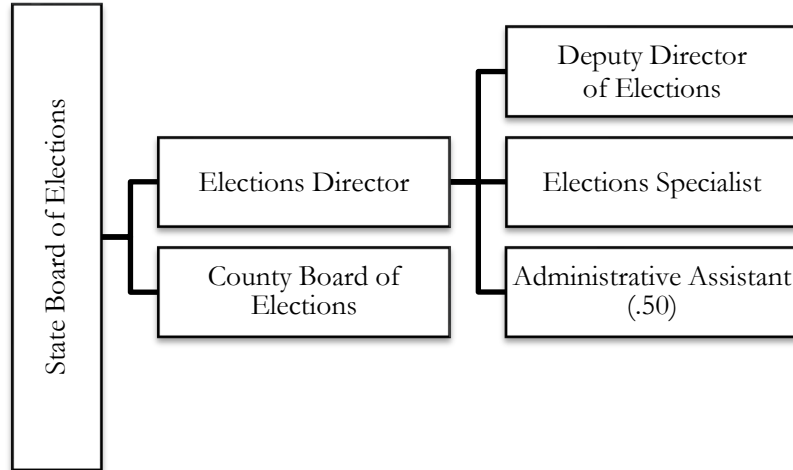 State Board of Elections
Elections Director
County Board of
Elections
Deputy Director
of Elections
Elections Specialist
Administrative Assistant
(.50)